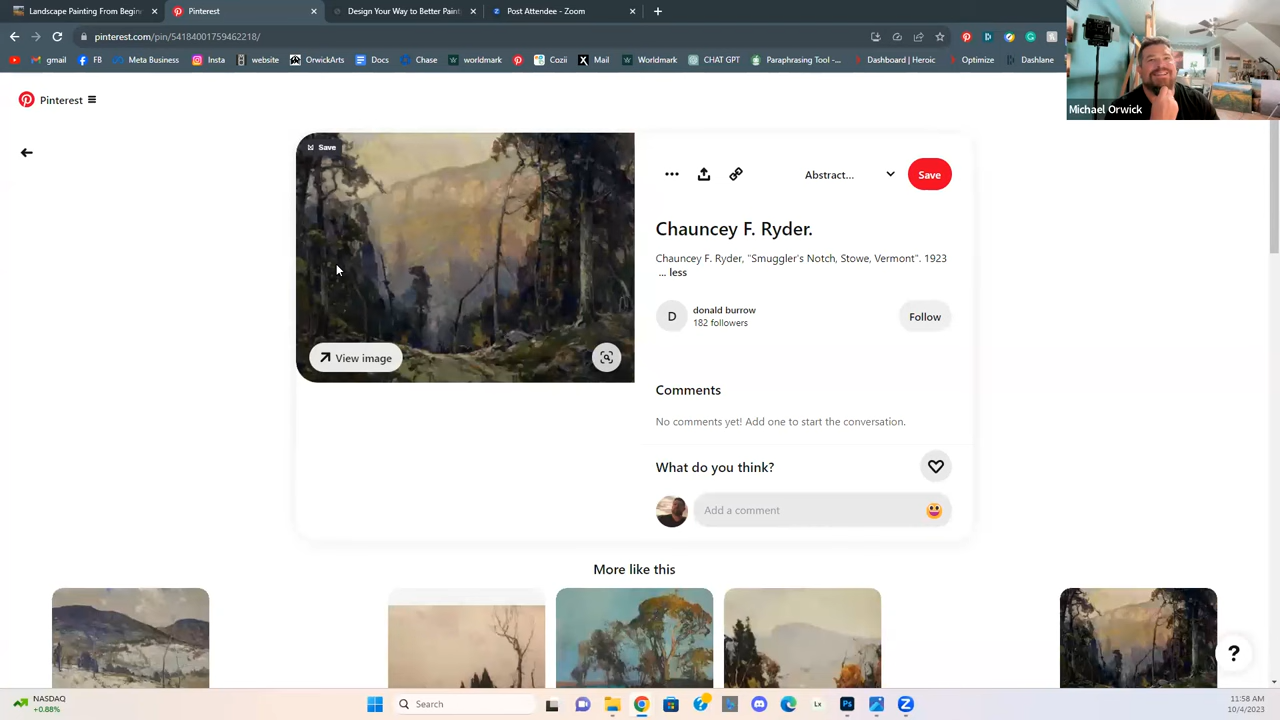 Landscape Painting From Begin
Pinterest
Design Your Way to Better Paint
Post Attendee - Zoom
pinterest.com/pin/54184001759462218/
gmail
FB
Meta Business
Insta
website
OrwickArts
Docs
Chase
worldmark
Cozii
Mail
Worldmark
CHAT GPT
Paraphrasing Tool -...
Dashboard | Heroic
Optimize
Dashlane
Michael Orwick
Pinterest
Save
View image
Abstract...
Save
Chauncey F. Ryder.
Chauncey F. Ryder, "Smuggler's Notch, Stowe, Vermont". 1923
... less
D
donald burrow
182 followers
Follow
Comments
No comments yet! Add one to start the conversation.
What do you think?
Add a comment
More like this
?
NASDAQ
+0.88%
Search
Lx
Ps
11:58 AM
10/4/2023